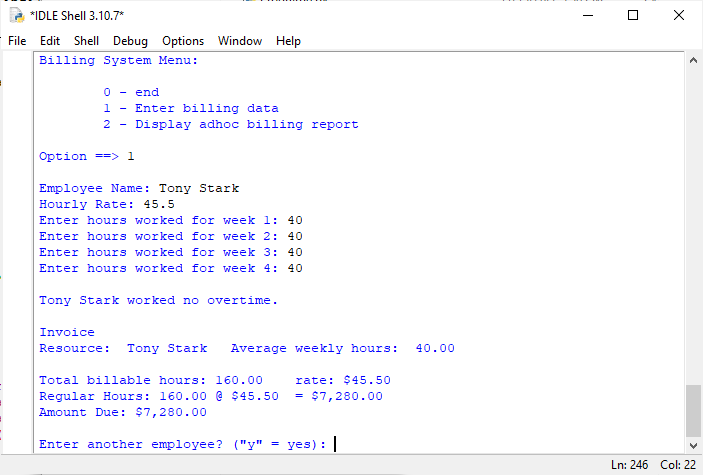 *IDLE Shell 3.10.7*
File Edit Shell Debug Options Window Help
Billing System Menu:
0 - end
1 - Enter billing data
2 - Display adhoc billing report
Option ==> 1
Employee Name: Tony Stark
Hourly Rate: 45.5
Enter hours worked for week 1: 40
Enter hours worked for week 2: 40
Enter hours worked for week 3: 40
Enter hours worked for week 4: 40
Tony Stark worked no overtime.
Invoice
Resource:  Tony Stark   Average weekly hours:  40.00
Total billable hours: 160.00    rate: $45.50
Regular Hours: 160.00 @ $45.50  = $7,280.00
Amount Due: $7,280.00
Enter another employee? ("y" = yes):
Ln: 246 Col: 22